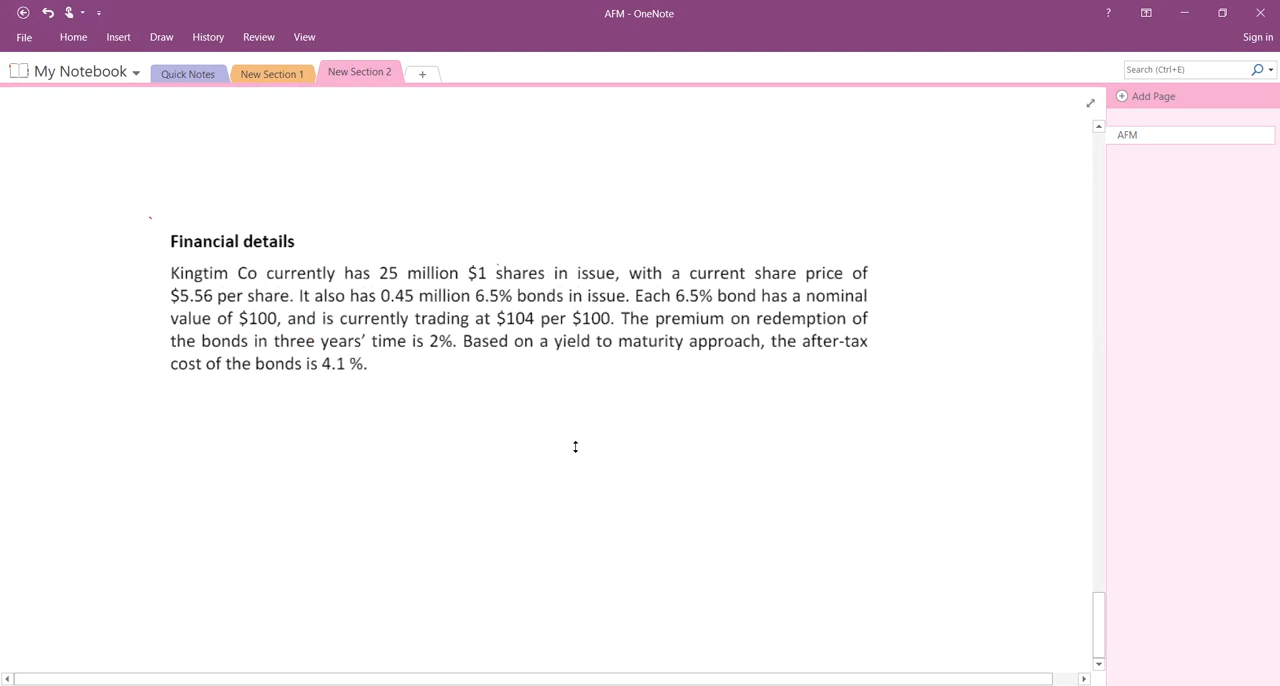 AFM - OneNote
?
File Home Insert Draw History Review View
Sign in
My Notebook
Quick Notes
New Section 1
New Section 2
+
Search (Ctrl+E)
Add Page
AFM
Financial details
Kingtim Co currently has 25 million $1 shares in issue, with a current share price of
$5.56 per share. It also has 0.45 million 6.5% bonds in issue. Each 6.5% bond has a nominal
value of $100, and is currently trading at $104 per $100. The premium on redemption of
the bonds in three years’ time is 2%. Based on a yield to maturity approach, the after-tax
cost of the bonds is 4.1 %.